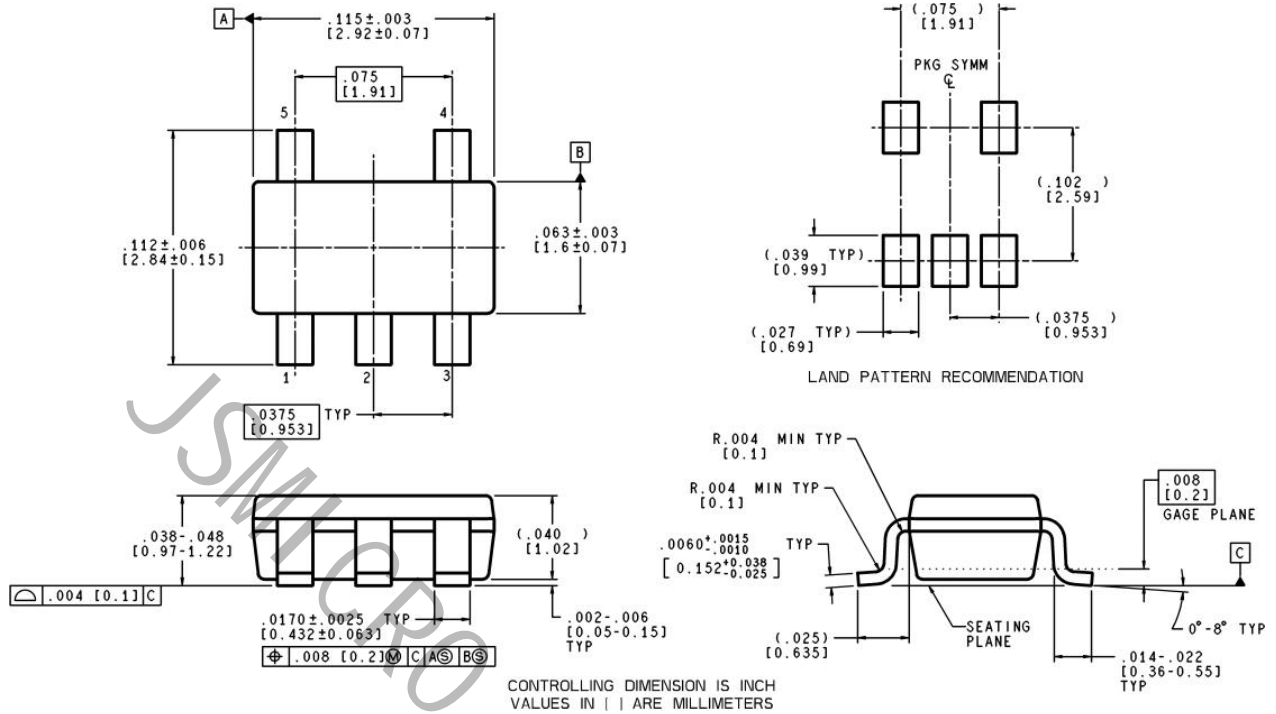 A
.115±.003
[2.92±0.07]
.075
[1.91]
5
4
B
.112±.006
[2.84±0.15]
.063±.003
[1.6±0.07]
1
2
3
.0375 TYP
[0.953]
(.075 )
[1.91]
PKG SYMM
℄
(.102 )
[2.59]
(.039 TYP)
[0.99]
(.027 TYP)
[0.69]
(.0375 )
[0.953]
LAND PATTERN RECOMMENDATION
.038-.048
[0.97-1.22]
(.040 )
[1.02]
⌓ .004 [0.1] C
.0170±.0025 TYP
[0.432±0.063]
⌖ .008 [0.2]Ⓜ C AⓈ BⓈ
.002-.006
[0.05-0.15]
TYP
R.004 MIN TYP
[0.1]
R.004 MIN TYP
[0.1]
.0060+.0015-.0010 TYP
[0.152+0.038-0.025]
.008
[0.2]
GAGE PLANE
C
SEATING
PLANE
0°-8° TYP
(.025)
[0.635]
.014-.022
[0.36-0.55]
TYP
CONTROLLING DIMENSION IS INCH
VALUES IN [ ] ARE MILLIMETERS
JSMICRO